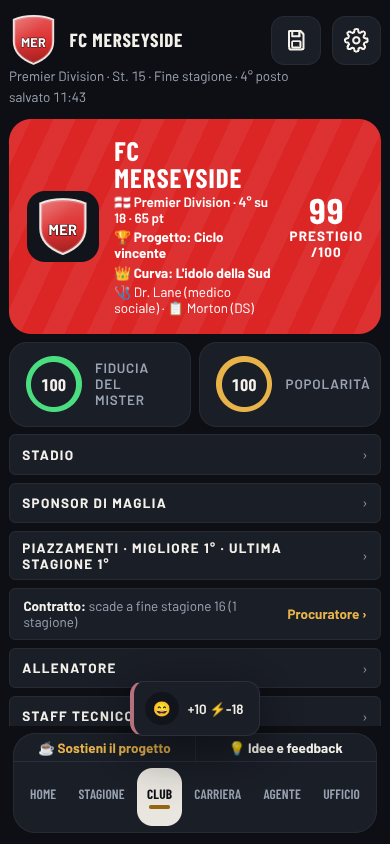 MER
FC MERSEYSIDE
Premier Division · St. 15 · Fine stagione · 4° posto
salvato 11:43
MER
FC
MERSEYSIDE
🏴󠁧󠁢󠁥󠁮󠁧󠁿 Premier Division · 4° su
18 · 65 pt
🏆 Progetto: Ciclo
vincente
👑 Curva: L'idolo della Sud
🩺 Dr. Lane (medico
sociale) · 📋 Morton (DS)
99
PRESTIGIO
/100
100
FIDUCIA
DEL
MISTER
100
POPOLARITÀ
STADIO ›
SPONSOR DI MAGLIA ›
PIAZZAMENTI · MIGLIORE 1° · ULTIMA
STAGIONE 1° ›
Contratto: scade a fine stagione 16 (1
stagione)
Procuratore ›
ALLENATORE ›
STAFF TECNICO ›
😄 +10 ⚡-18
☕ Sostieni il progetto
💡 Idee e feedback
HOME
STAGIONE
CLUB
CARRIERA
AGENTE
UFFICIO